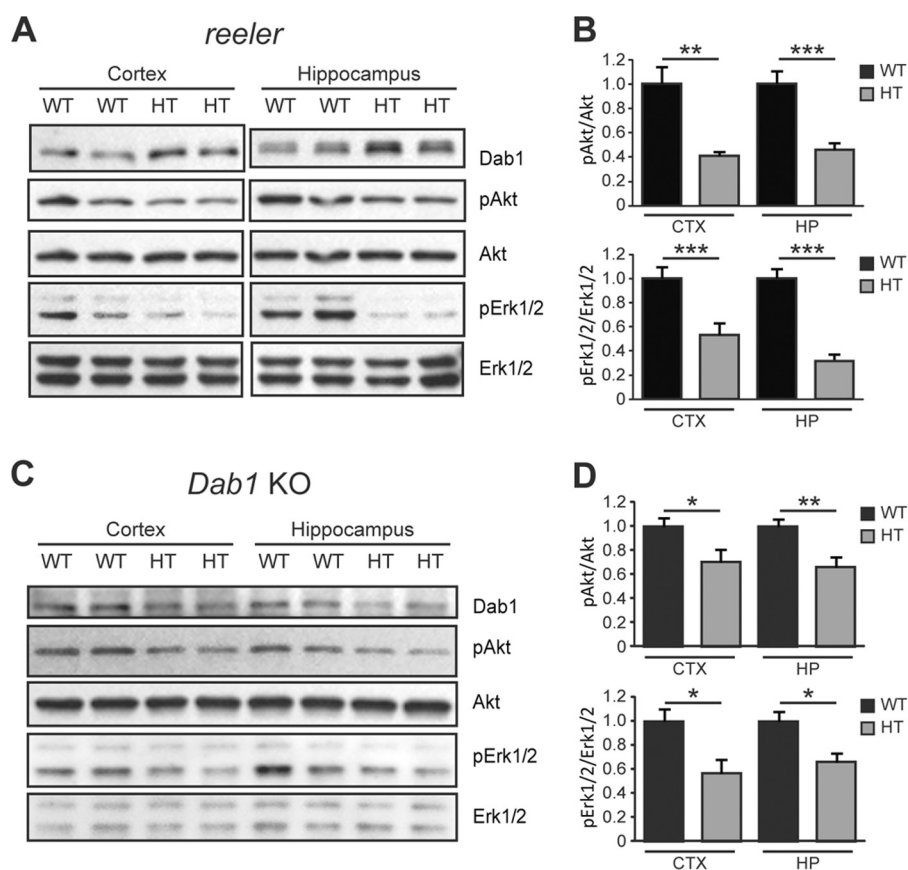 A
reeler
Cortex
Hippocampus
WT WT HT HT WT WT HT HT
Dab1
pAkt
Akt
pErk1/2
Erk1/2
B
pAkt/Akt
1.2
1.0
0.8
0.6
0.4
0.2
0
** ***
WT
HT
CTX HP
pErk1/2/Erk1/2
1.2
1.0
0.8
0.6
0.4
0.2
0
*** ***
WT
HT
CTX HP
C
Dab1 KO
Cortex
Hippocampus
WT WT HT HT WT WT HT HT
Dab1
pAkt
Akt
pErk1/2
Erk1/2
D
pAkt/Akt
1.2
1.0
0.8
0.6
0.4
0.2
0
* **
WT
HT
CTX HP
pErk1/2/Erk1/2
1.2
1.0
0.8
0.6
0.4
0.2
0
* *
WT
HT
CTX HP